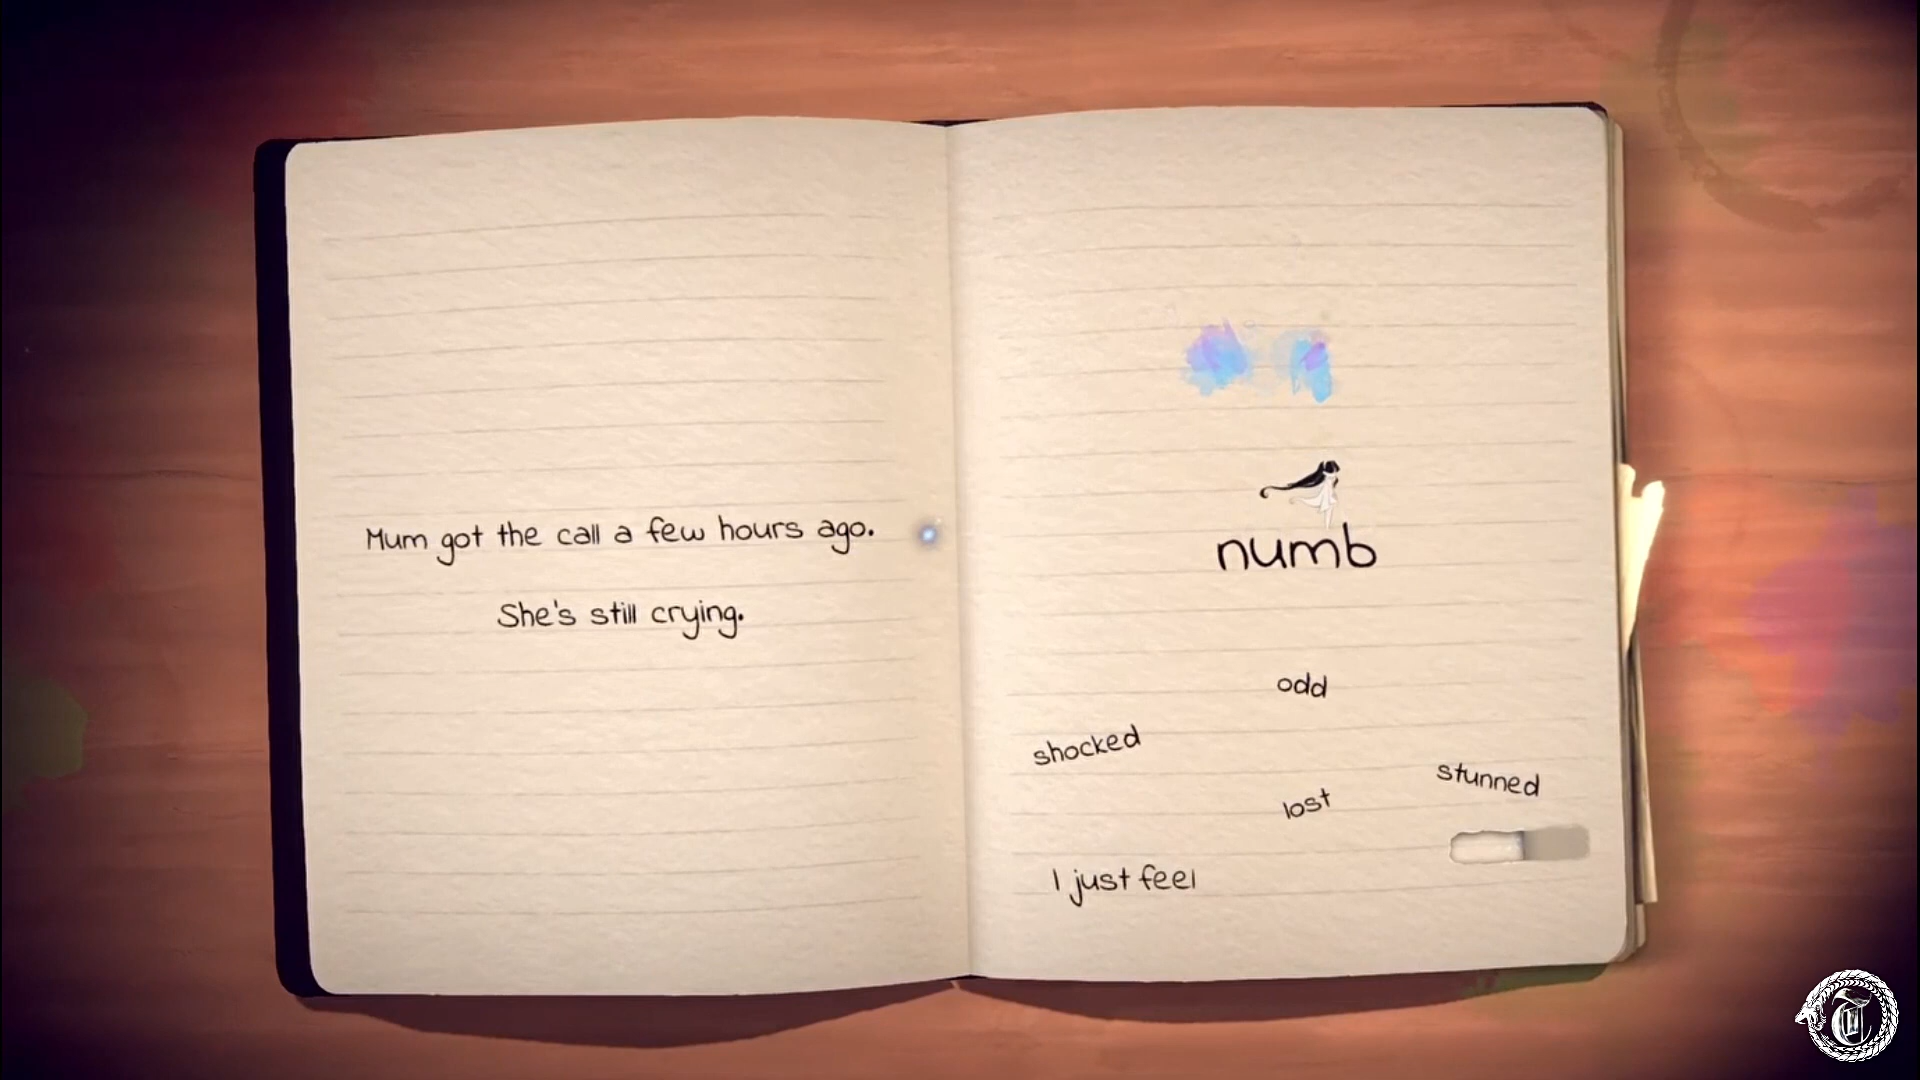 Mum got the call a few hours ago.
She's still crying.
numb
odd
shocked
stunned
lost
I just feel